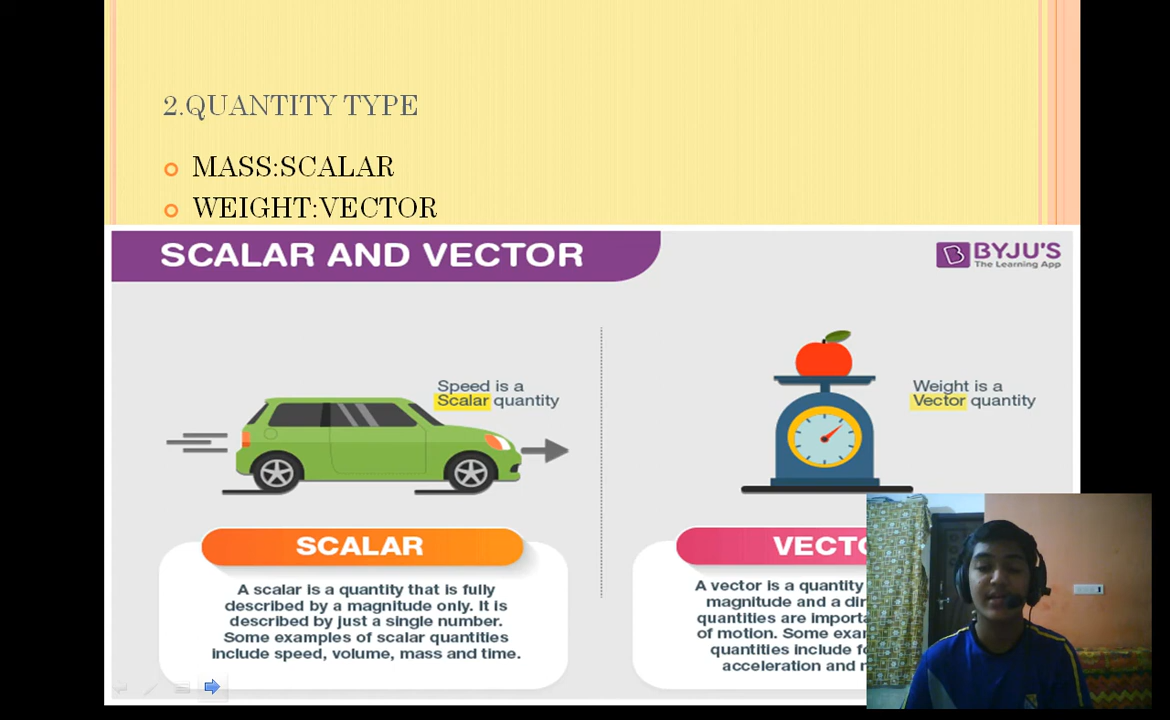 2.QUANTITY TYPE
MASS:SCALAR
WEIGHT:VECTOR
SCALAR AND VECTOR
BYJU'S
The Learning App
Speed is a
Scalar quantity
Weight is a
Vector quantity
SCALAR
A scalar is a quantity that is fully
described by a magnitude only. It is
described by just a single number.
Some examples of scalar quantities
include speed, volume, mass and time.
A vector is a quantity
magnitude and a
quantities are
of motion. Some
quantities include
acceleration and